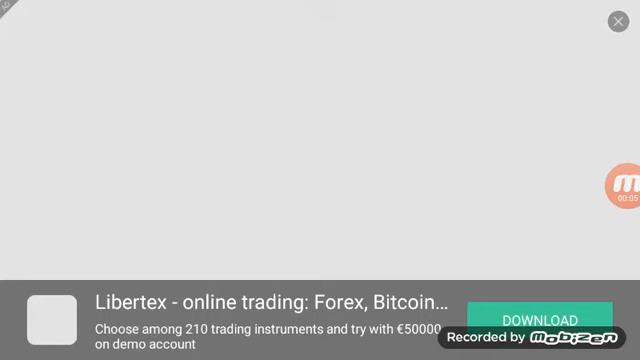 AD
Libertex - online trading: Forex, Bitcoin...
Choose among 210 trading instruments and try with €50000
on demo account
DOWNLOAD
00:05
Recorded by mobizen